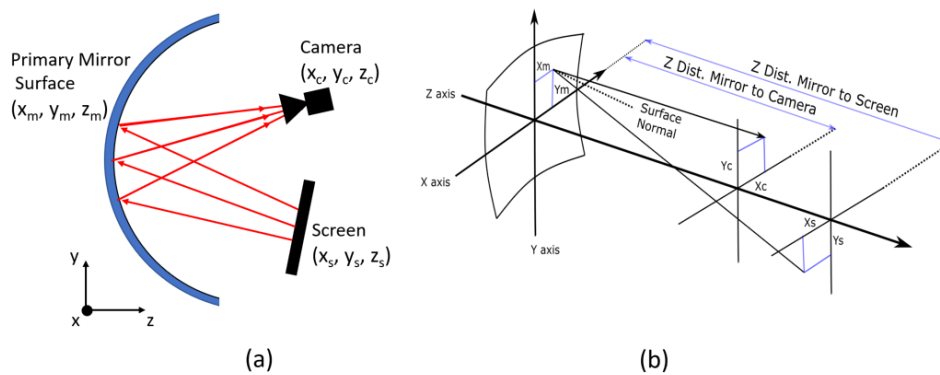 Primary Mirror
Surface
(xm, ym, zm)
Camera
(xc, yc, zc)
Screen
(xs, ys, zs)
y
x
z
(a)
Z axis
X axis
Y axis
Xm
Ym
Surface
Normal
Z Dist. Mirror to Screen
Z Dist. Mirror to Camera
Yc
Xc
Xs
Ys
(b)